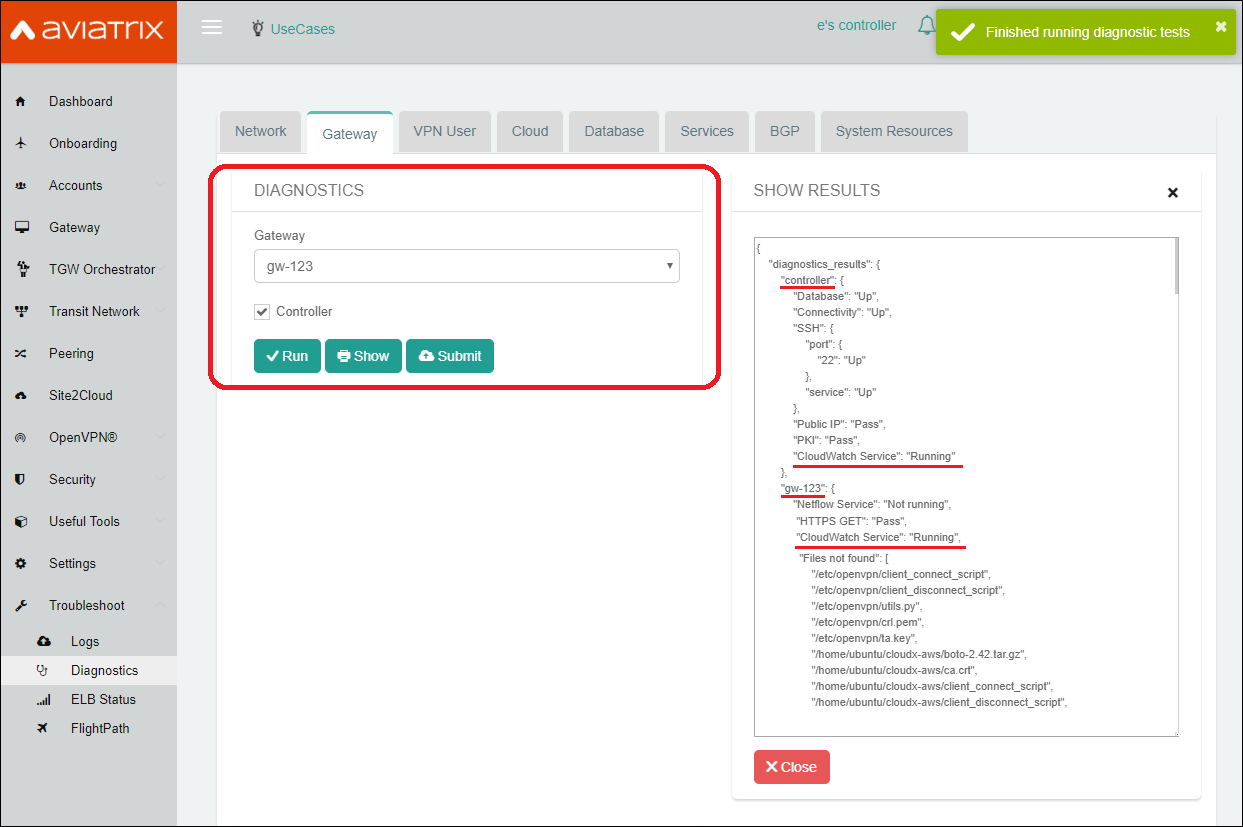 aviatrix
UseCases
e's controller
Finished running diagnostic tests
Dashboard
Onboarding
Accounts
Gateway
TGW Orchestrator
Transit Network
Peering
Site2Cloud
OpenVPN®
Security
Useful Tools
Settings
Troubleshoot
Logs
Diagnostics
ELB Status
FlightPath
Network
Gateway
VPN User
Cloud
Database
Services
BGP
System Resources
DIAGNOSTICS
Gateway
gw-123
Controller
Run
Show
Submit
SHOW RESULTS
{
"diagnostics_results": {
"controller": {
"Database": "Up",
"Connectivity": "Up",
"SSH": {
"port": {
"22": "Up"
},
"service": "Up"
},
"Public IP": "Pass",
"PKI": "Pass",
"CloudWatch Service": "Running"
},
"gw-123": {
"Netflow Service": "Not running",
"HTTPS GET": "Pass",
"CloudWatch Service": "Running",
"Files not found": [
"/etc/openvpn/client_connect_script",
"/etc/openvpn/client_disconnect_script",
"/etc/openvpn/utils.py",
"/etc/openvpn/crl.pem",
"/etc/openvpn/ta.key",
"/home/ubuntu/cloudx-aws/boto-2.42.tar.gz",
"/home/ubuntu/cloudx-aws/ca.crt",
"/home/ubuntu/cloudx-aws/client_connect_script",
"/home/ubuntu/cloudx-aws/client_disconnect_script",
Close